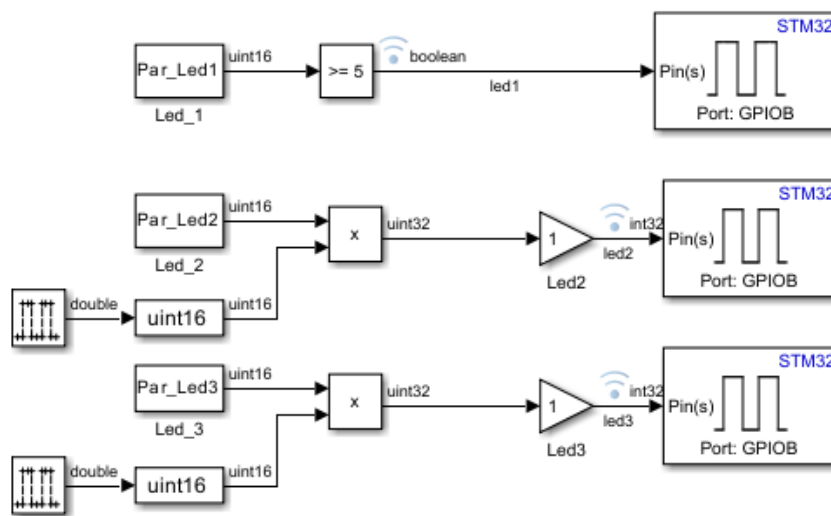 STM32
Par_Led1 uint16 >= 5 boolean Pin(s)
led1
Led_1 Port: GPIOB
STM32
Par_Led2 uint16 x uint32 1 int32 Pin(s)
led2
Led_2 Led2 Port: GPIOB
double uint16 uint16
STM32
Par_Led3 uint16 x uint32 1 int32 Pin(s)
led3
Led_3 Led3 Port: GPIOB
double uint16 uint16